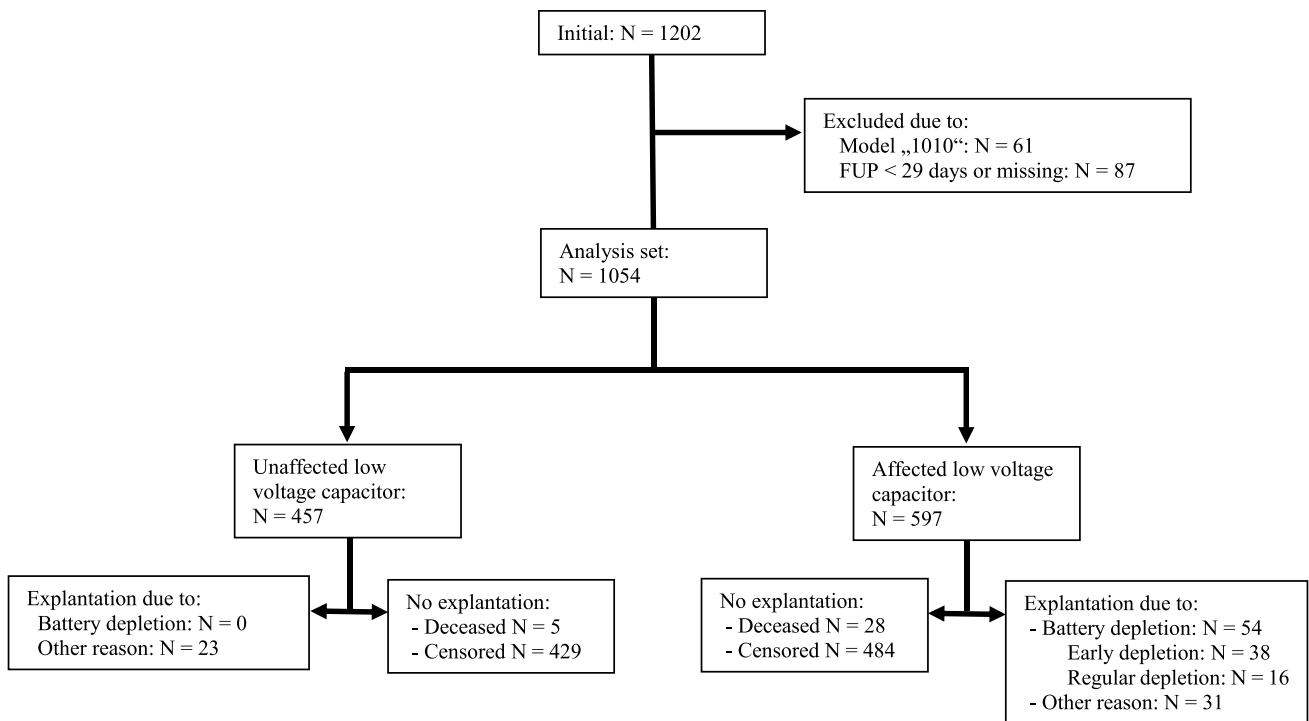 Initial: N = 1202
Excluded due to:
Model „1010“: N = 61
FUP < 29 days or missing: N = 87
Analysis set:
N = 1054
Unaffected low
voltage capacitor:
N = 457
Affected low voltage
capacitor:
N = 597
Explantation due to:
Battery depletion: N = 0
Other reason: N = 23
No explantation:
- Deceased N = 5
- Censored N = 429
No explantation:
- Deceased N = 28
- Censored N = 484
Explantation due to:
- Battery depletion: N = 54
Early depletion: N = 38
Regular depletion: N = 16
- Other reason: N = 31